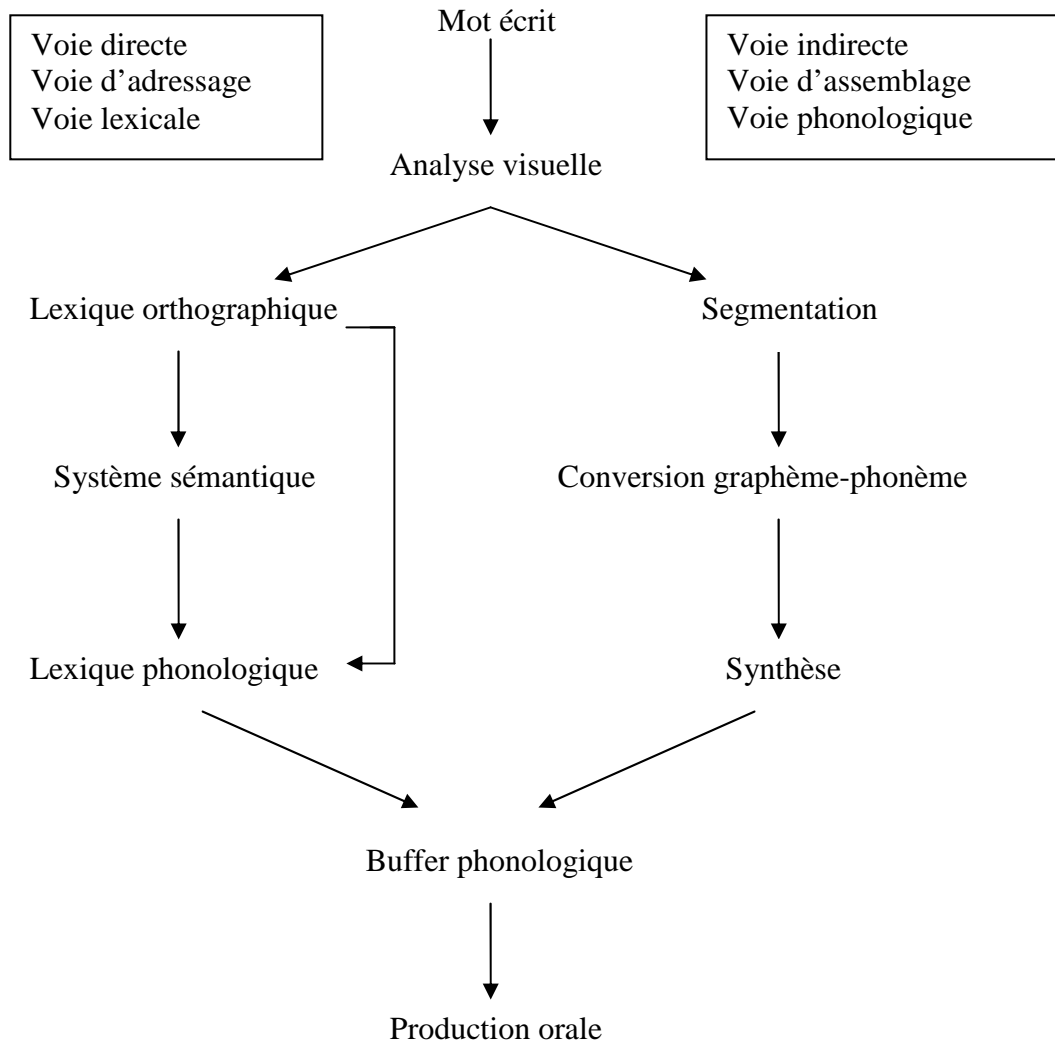 Mot écrit
Voie directe
Voie d’adressage
Voie lexicale
Voie indirecte
Voie d’assemblage
Voie phonologique
Analyse visuelle
Lexique orthographique
Segmentation
Système sémantique
Conversion graphème-phonème
Lexique phonologique
Synthèse
Buffer phonologique
Production orale